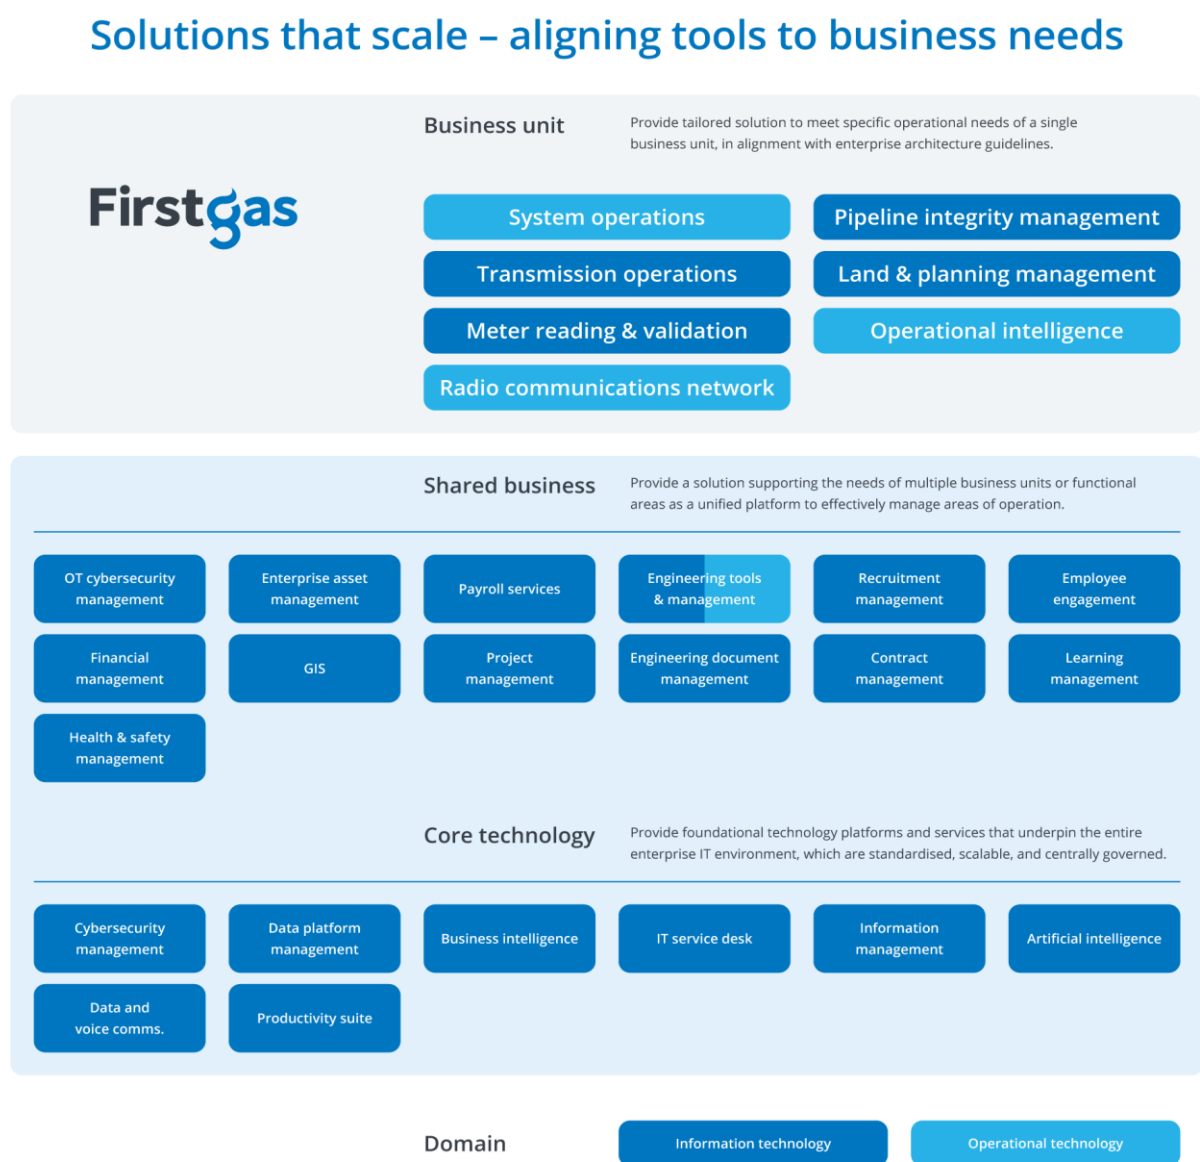 Solutions that scale – aligning tools to business needs
Business unit
Provide tailored solution to meet specific operational needs of a single
business unit, in alignment with enterprise architecture guidelines.
Firstgas
System operations
Pipeline integrity management
Transmission operations
Land & planning management
Meter reading & validation
Operational intelligence
Radio communications network
Shared business
Provide a solution supporting the needs of multiple business units or functional
areas as a unified platform to effectively manage areas of operation.
OT cybersecurity
management
Enterprise asset
management
Payroll services
Engineering tools
& management
Recruitment
management
Employee
engagement
Financial
management
GIS
Project
management
Engineering document
management
Contract
management
Learning
management
Health & safety
management
Core technology
Provide foundational technology platforms and services that underpin the entire
enterprise IT environment, which are standardised, scalable, and centrally governed.
Cybersecurity
management
Data platform
management
Business intelligence
IT service desk
Information
management
Artificial intelligence
Data and
voice comms.
Productivity suite
Domain
Information technology
Operational technology